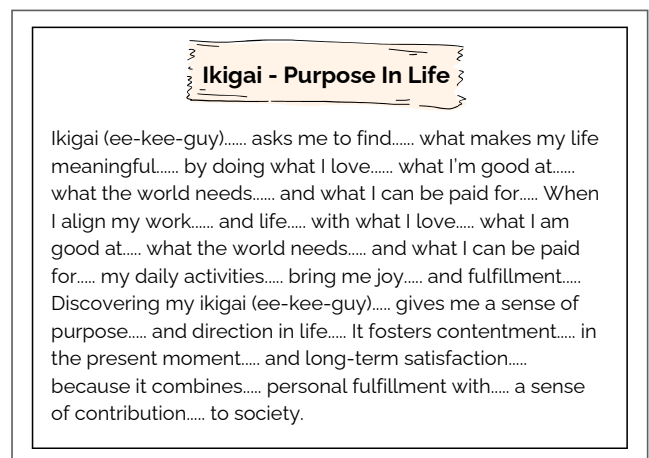 Ikigai - Purpose In Life
Ikigai (ee-kee-guy)...... asks me to find...... what makes my life
meaningful...... by doing what I love...... what I'm good at......
what the world needs...... and what I can be paid for..... When
I align my work...... and life..... with what I love..... what I am
good at..... what the world needs..... and what I can be paid
for..... my daily activities..... bring me joy..... and fulfillment.....
Discovering my ikigai (ee-kee-guy)..... gives me a sense of
purpose..... and direction in life..... It fosters contentment..... in
the present moment..... and long-term satisfaction.....
because it combines..... personal fulfillment with..... a sense
of contribution..... to society.